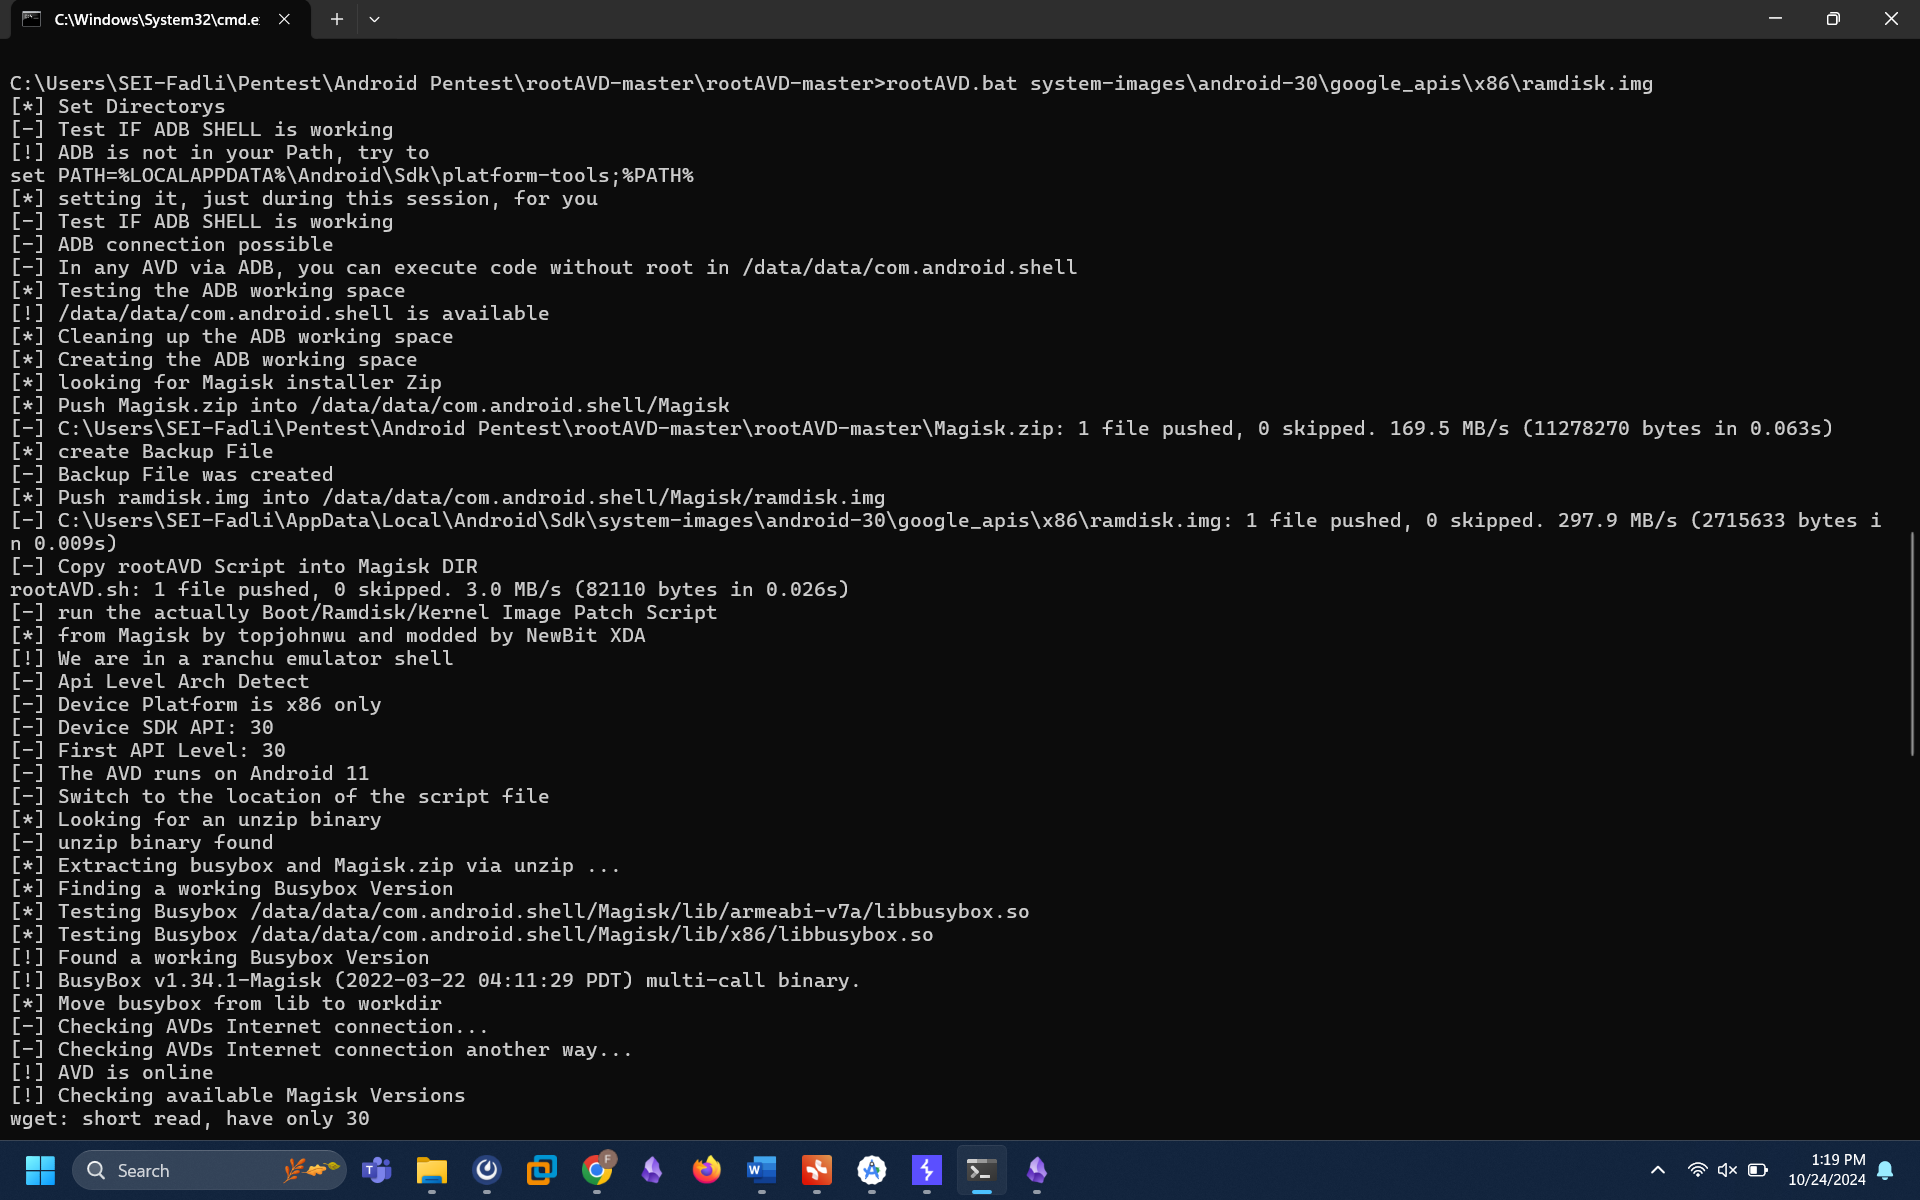 C:\Windows\System32\cmd.e
C:\Users\SEI-Fadli\Pentest\Android Pentest\rootAVD-master\rootAVD-master>rootAVD.bat system-images\android-30\google_apis\x86\ramdisk.img
[*] Set Directorys
[-] Test IF ADB SHELL is working
[!] ADB is not in your Path, try to
set PATH=%LOCALAPPDATA%\Android\Sdk\platform-tools;%PATH%
[*] setting it, just during this session, for you
[-] Test IF ADB SHELL is working
[-] ADB connection possible
[-] In any AVD via ADB, you can execute code without root in /data/data/com.android.shell
[*] Testing the ADB working space
[!] /data/data/com.android.shell is available
[*] Cleaning up the ADB working space
[*] Creating the ADB working space
[*] looking for Magisk installer Zip
[*] Push Magisk.zip into /data/data/com.android.shell/Magisk
[-] C:\Users\SEI-Fadli\Pentest\Android Pentest\rootAVD-master\rootAVD-master\Magisk.zip: 1 file pushed, 0 skipped. 169.5 MB/s (11278270 bytes in 0.063s)
[*] create Backup File
[-] Backup File was created
[*] Push ramdisk.img into /data/data/com.android.shell/Magisk/ramdisk.img
[-] C:\Users\SEI-Fadli\AppData\Local\Android\Sdk\system-images\android-30\google_apis\x86\ramdisk.img: 1 file pushed, 0 skipped. 297.9 MB/s (2715633 bytes i
n 0.009s)
[-] Copy rootAVD Script into Magisk DIR
rootAVD.sh: 1 file pushed, 0 skipped. 3.0 MB/s (82110 bytes in 0.026s)
[-] run the actually Boot/Ramdisk/Kernel Image Patch Script
[*] from Magisk by topjohnwu and modded by NewBit XDA
[!] We are in a ranchu emulator shell
[-] Api Level Arch Detect
[-] Device Platform is x86 only
[-] Device SDK API: 30
[-] First API Level: 30
[-] The AVD runs on Android 11
[-] Switch to the location of the script file
[*] Looking for an unzip binary
[-] unzip binary found
[*] Extracting busybox and Magisk.zip via unzip ...
[*] Finding a working Busybox Version
[*] Testing Busybox /data/data/com.android.shell/Magisk/lib/armeabi-v7a/libbusybox.so
[*] Testing Busybox /data/data/com.android.shell/Magisk/lib/x86/libbusybox.so
[!] Found a working Busybox Version
[!] BusyBox v1.34.1-Magisk (2022-03-22 04:11:29 PDT) multi-call binary.
[*] Move busybox from lib to workdir
[-] Checking AVDs Internet connection...
[-] Checking AVDs Internet connection another way...
[!] AVD is online
[!] Checking available Magisk Versions
wget: short read, have only 30
Search
1:19 PM
10/24/2024